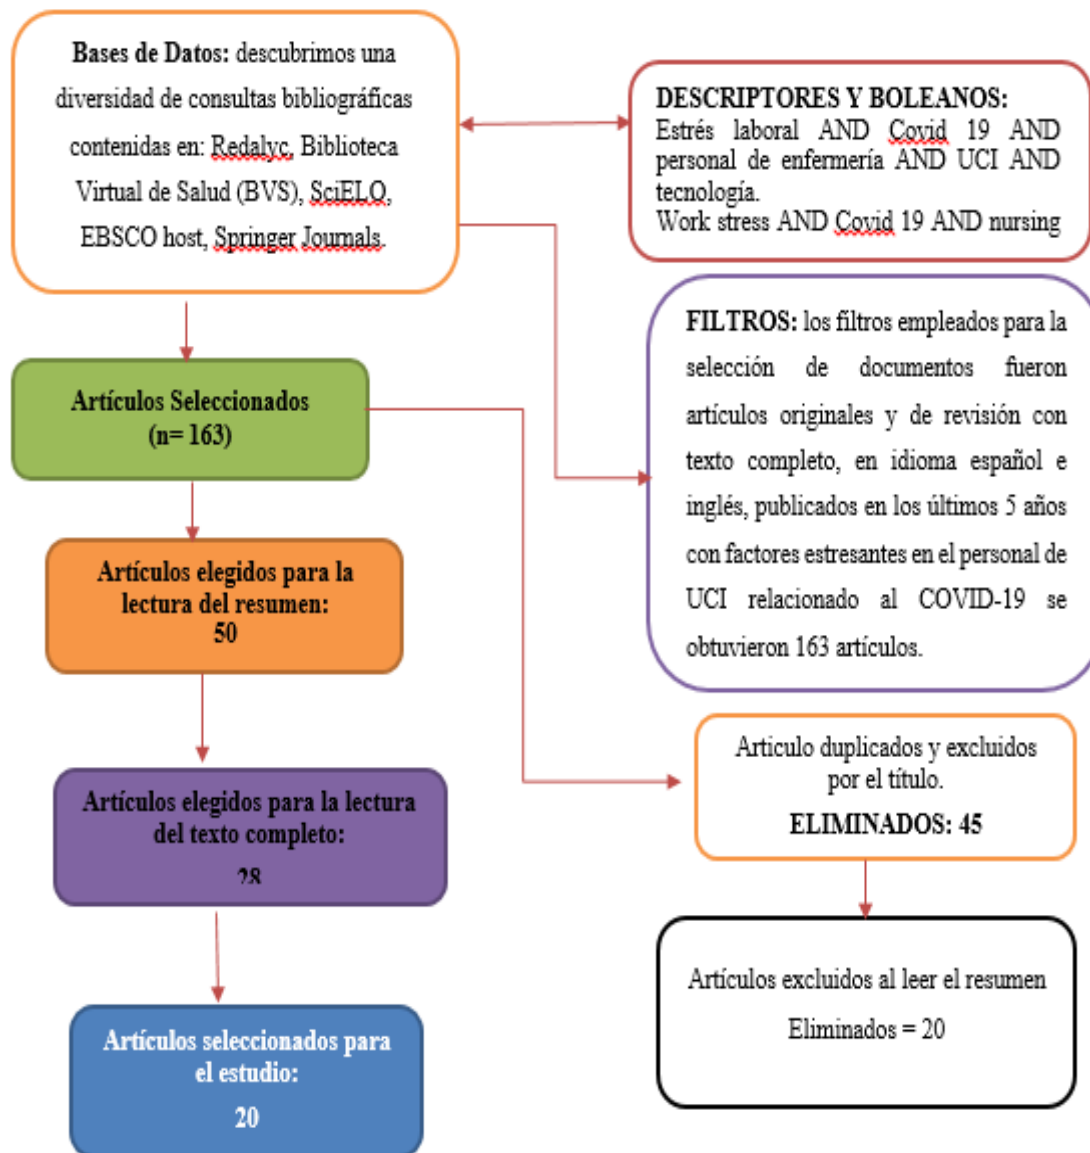 Bases de Datos: descubrimos una
diversidad de consultas bibliográficas
contenidas en: Redalyc, Biblioteca
Virtual de Salud (BVS), SciELO,
EBSCO host, Springer Journals.
DESCRIPTORES Y BOLEANOS:
Estrés laboral AND Covid 19 AND
personal de enfermería AND UCI AND
tecnología.
Work stress AND Covid 19 AND nursing
FILTROS: los filtros empleados para la
selección de documentos fueron
artículos originales y de revisión con
texto completo, en idioma español e
inglés, publicados en los últimos 5 años
con factores estresantes en el personal de
UCI relacionado al COVID-19 se
obtuvieron 163 artículos.
Artículos Seleccionados
(n= 163)
Artículos elegidos para la
lectura del resumen:
50
Articulo duplicados y excluidos
por el título.
ELIMINADOS: 45
Artículos elegidos para la lectura
del texto completo:
28
Artículos excluidos al leer el resumen
Eliminados = 20
Artículos seleccionados para
el estudio:
20